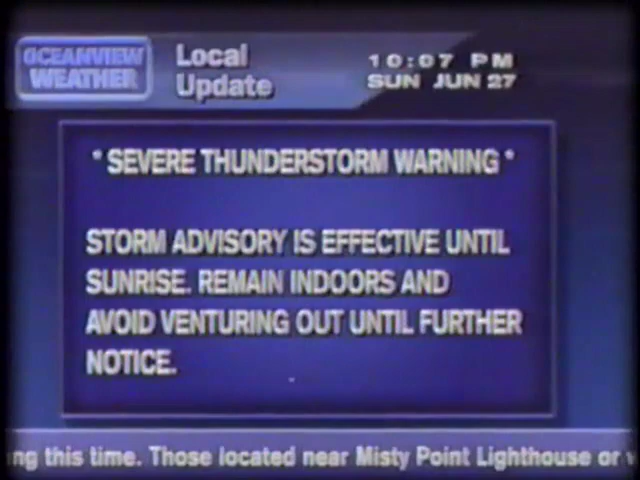 OCEANVIEW
WEATHER
Local
Update
10:07 PM
SUN JUN 27
* SEVERE THUNDERSTORM WARNING *
STORM ADVISORY IS EFFECTIVE UNTIL
SUNRISE. REMAIN INDOORS AND
AVOID VENTURING OUT UNTIL FURTHER
NOTICE.
ng this time. Those located near Misty Point Lighthouse or